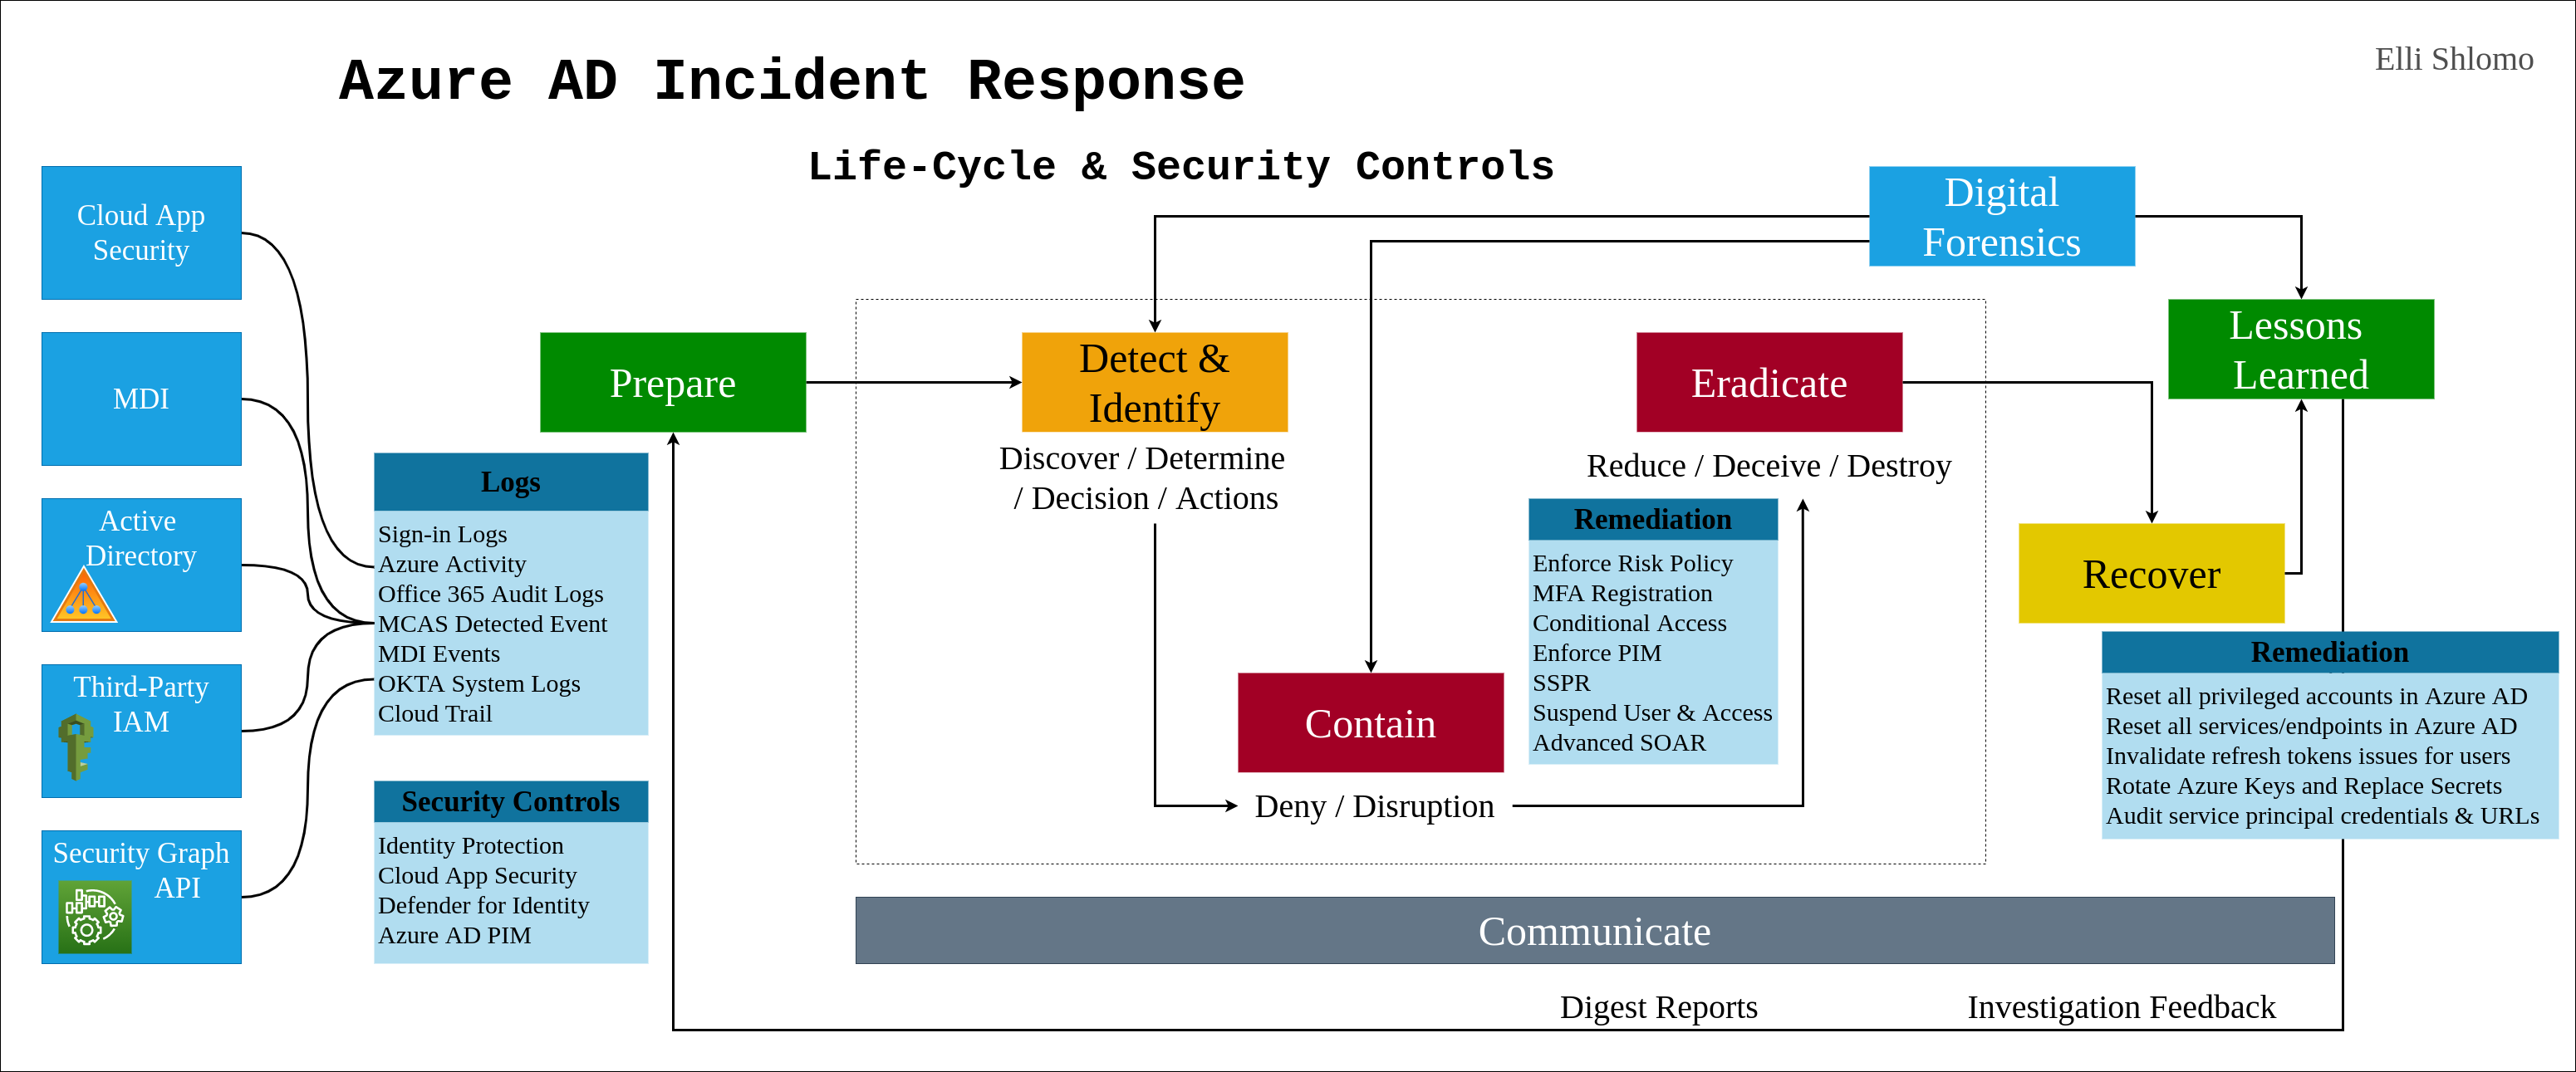 Azure AD Incident Response
Elli Shlomo
Life-Cycle & Security Controls
Cloud App
Security
MDI
Active
Directory
Third-Party
IAM
Security Graph
API
Logs
Sign-in Logs
Azure Activity
Office 365 Audit Logs
MCAS Detected Event
MDI Events
OKTA System Logs
Cloud Trail
Security Controls
Identity Protection
Cloud App Security
Defender for Identity
Azure AD PIM
Prepare
Detect &
Identify
Discover / Determine
/ Decision / Actions
Contain
Deny / Disruption
Eradicate
Reduce / Deceive / Destroy
Remediation
Enforce Risk Policy
MFA Registration
Conditional Access
Enforce PIM
SSPR
Suspend User & Access
Advanced SOAR
Digital
Forensics
Lessons
Learned
Recover
Remediation
Reset all privileged accounts in Azure AD
Reset all services/endpoints in Azure AD
Invalidate refresh tokens issues for users
Rotate Azure Keys and Replace Secrets
Audit service principal credentials & URLs
Communicate
Digest Reports
Investigation Feedback